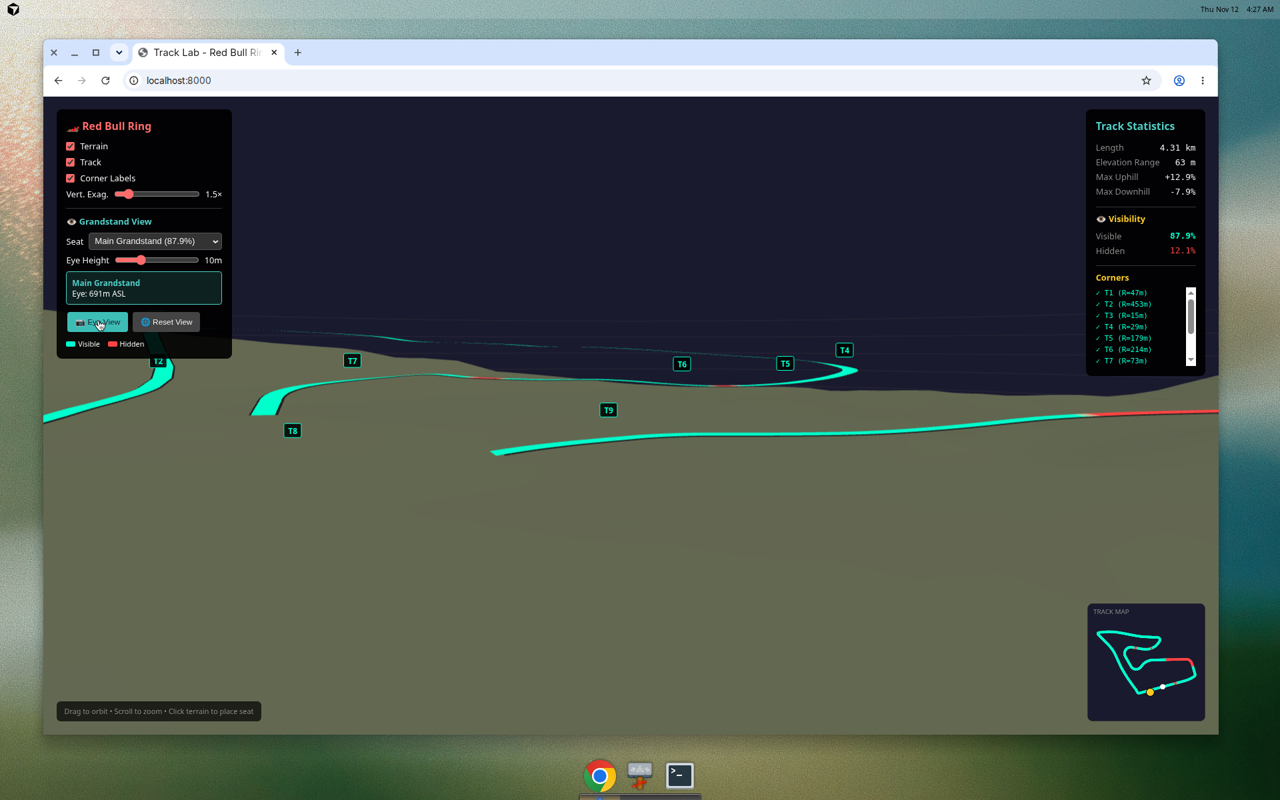 Thu Nov 12 4:27 AM
Track Lab - Red Bull Ri
localhost:8000
Red Bull Ring
Terrain
Track
Corner Labels
Vert. Exag. 1.5×
Grandstand View
Seat Main Grandstand (87.9%)
Eye Height 10m
Main Grandstand
Eye: 691m ASL
Eye View Reset View
Visible Hidden
T2
T7
T6
T5
T4
T9
T8
Track Statistics
Length 4.31 km
Elevation Range 63 m
Max Uphill +12.9%
Max Downhill -7.9%
Visibility
Visible 87.9%
Hidden 12.1%
Corners
✓ T1 (R=47m)
✓ T2 (R=453m)
✓ T3 (R=15m)
✓ T4 (R=29m)
✓ T5 (R=179m)
✓ T6 (R=214m)
✓ T7 (R=73m)
TRACK MAP
Drag to orbit • Scroll to zoom • Click terrain to place seat